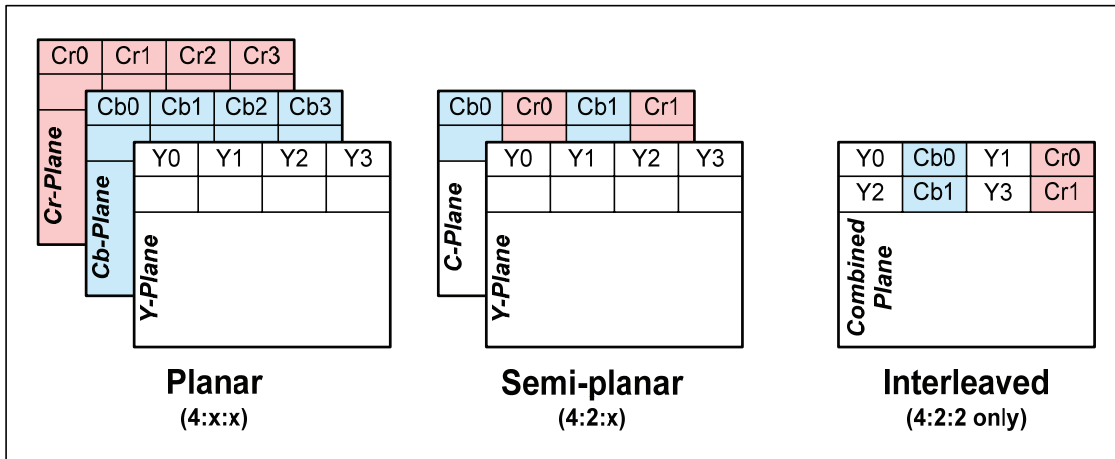 Cr0 Cr1 Cr2 Cr3
Cb0 Cb1 Cb2 Cb3
Y0 Y1 Y2 Y3
Cr-Plane
Cb-Plane
Y-Plane
Planar
(4:x:x)
Cb0 Cr0 Cb1 Cr1
Y0 Y1 Y2 Y3
C-Plane
Y-Plane
Semi-planar
(4:2:x)
Y0 Cb0 Y1 Cr0
Y2 Cb1 Y3 Cr1
Combined
Plane
Interleaved
(4:2:2 only)